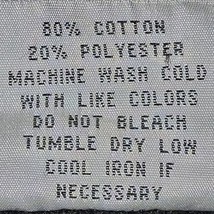 80% COTTON
20% POLYESTER
MACHINE WASH COLD
WITH LIKE COLORS
DO NOT BLEACH
TUMBLE DRY LOW
COOL IRON IF
NECESSARY